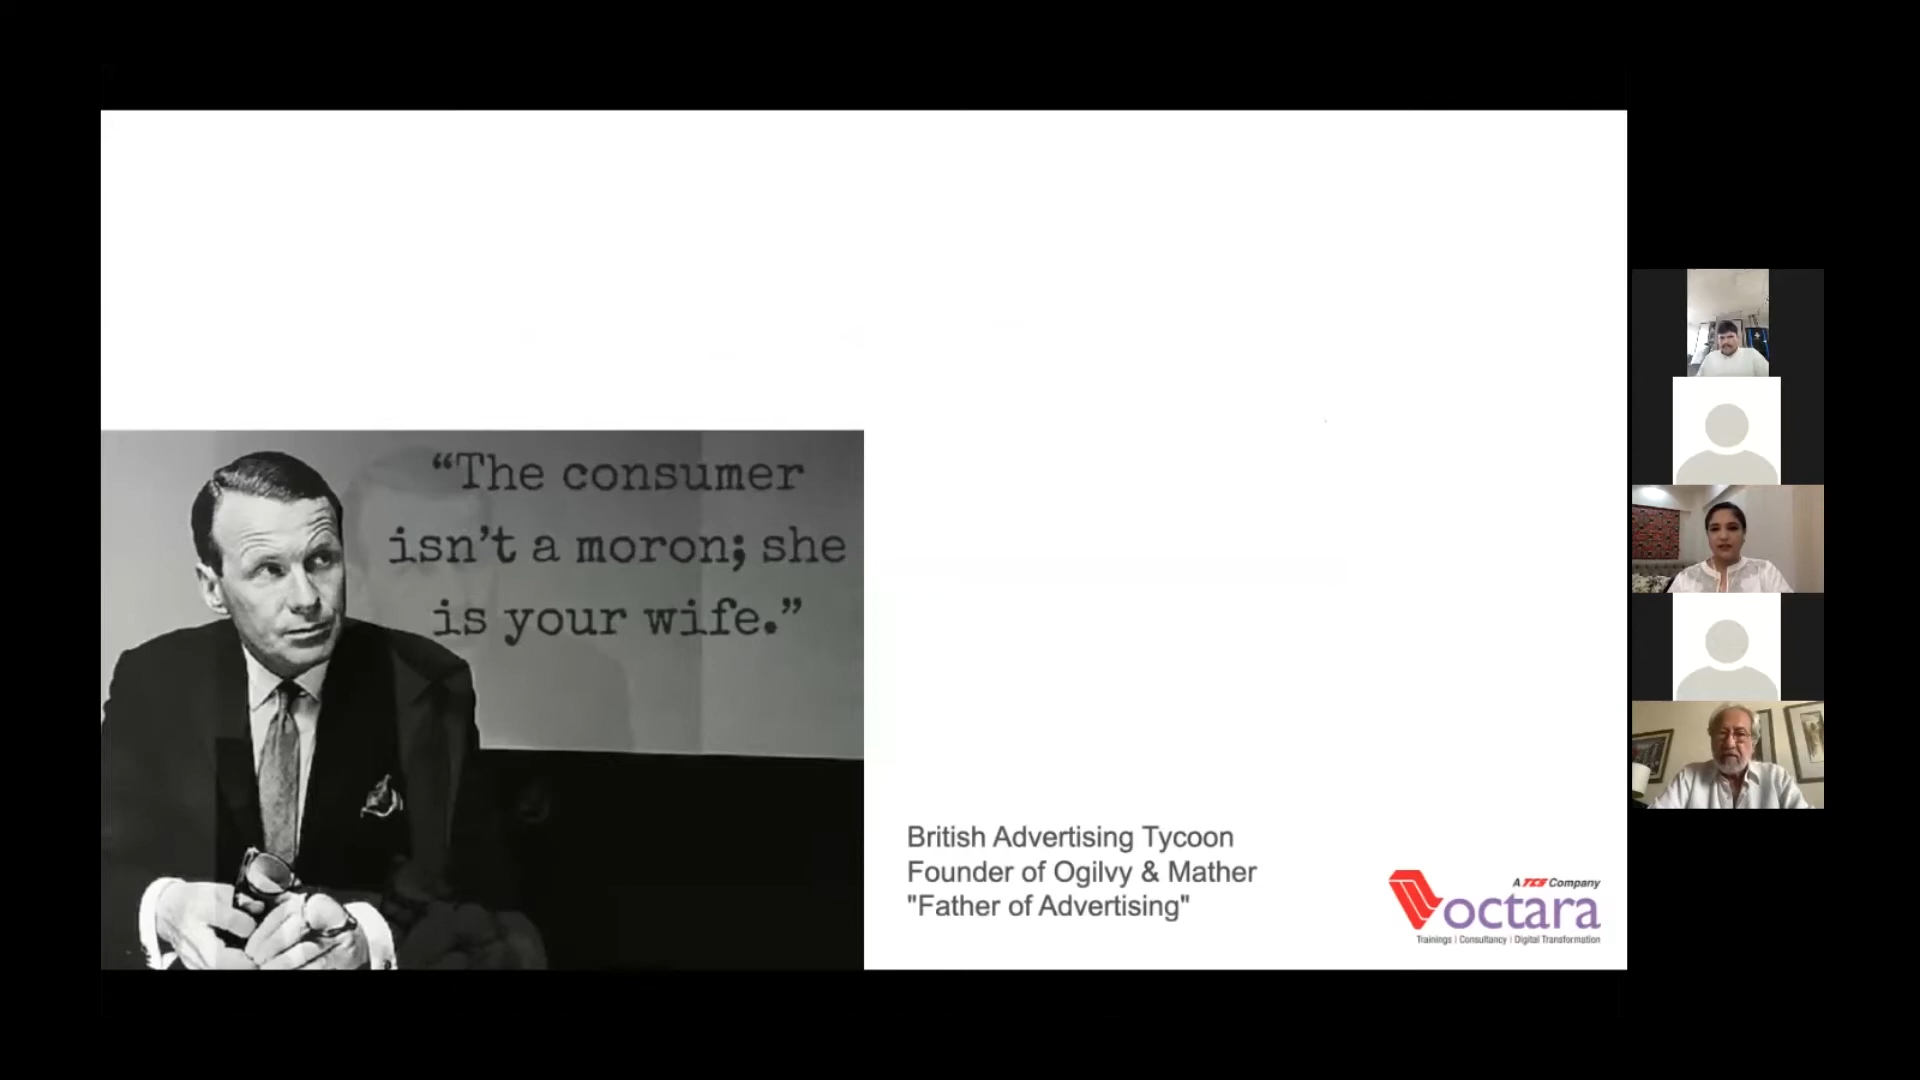 “The consumer
isn’t a moron; she
is your wife.”
British Advertising Tycoon
Founder of Ogilvy & Mather
"Father of Advertising"
A TCS Company
octara
Trainings | Consultancy | Digital Transformation